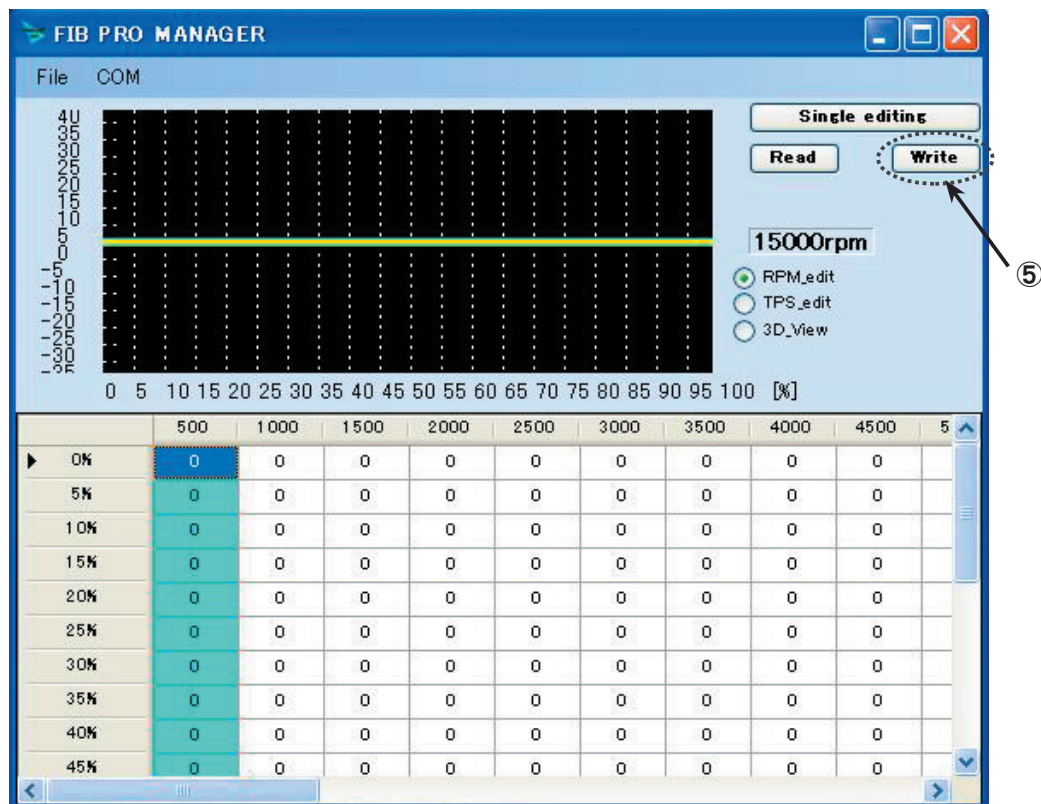 FIB PRO MANAGER
File COM
40
35
30
25
20
15
10
5
0
-5
-10
-15
-20
-25
-30
-35
0 5 10 15 20 25 30 35 40 45 50 55 60 65 70 75 80 85 90 95 100 [%]
Single editing
Read Write
⑤
15000rpm
RPM_edit
TPS_edit
3D_View
500 1000 1500 2000 2500 3000 3500 4000 4500 5
0% 0 0 0 0 0 0 0 0 0
5% 0 0 0 0 0 0 0 0 0
10% 0 0 0 0 0 0 0 0 0
15% 0 0 0 0 0 0 0 0 0
20% 0 0 0 0 0 0 0 0 0
25% 0 0 0 0 0 0 0 0 0
30% 0 0 0 0 0 0 0 0 0
35% 0 0 0 0 0 0 0 0 0
40% 0 0 0 0 0 0 0 0 0
45% 0 0 0 0 0 0 0 0 0